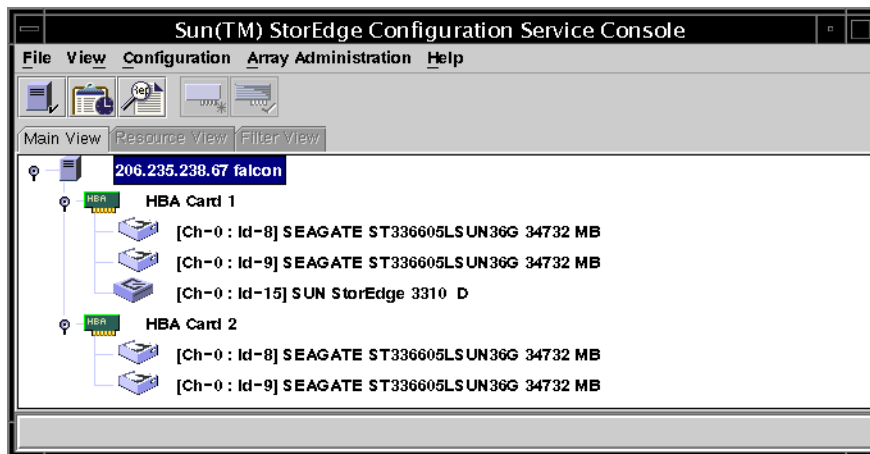 Sun(TM) StorEdge Configuration Service Console
File View Configuration Array Administration Help
Main View Resource View Filter View
206.235.238.67 falcon
HBA HBA Card 1
[Ch-0 : Id-8] SEAGATE ST336605LSUN36G 34732 MB
[Ch-0 : Id-9] SEAGATE ST336605LSUN36G 34732 MB
[Ch-0 : Id-15] SUN StorEdge 3310 D
HBA HBA Card 2
[Ch-0 : Id-8] SEAGATE ST336605LSUN36G 34732 MB
[Ch-0 : Id-9] SEAGATE ST336605LSUN36G 34732 MB